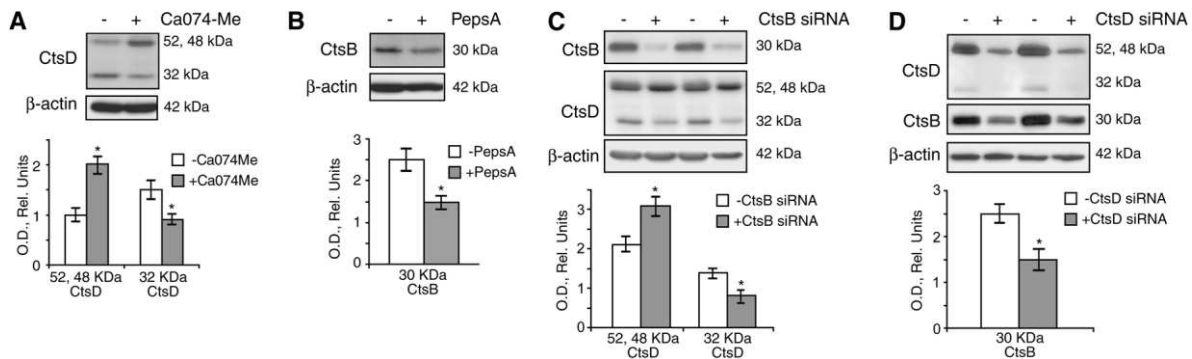 A
- + Ca074-Me
CtsD
52, 48 kDa
32 kDa
β-actin
42 kDa
O.D., Rel. Units
2
1
0
*
*
-Ca074Me
+Ca074Me
52, 48 KDa
CtsD
32 KDa
CtsD
B
- + PepsA
CtsB
30 kDa
β-actin
42 kDa
O.D., Rel. Units
3
2
1
0
*
-PepsA
+PepsA
30 KDa
CtsB
C
- + - + CtsB siRNA
CtsB
30 kDa
CtsD
52, 48 kDa
32 kDa
β-actin
42 kDa
O.D., Rel. Units
3
2
1
0
*
*
-CtsB siRNA
+CtsB siRNA
52, 48 KDa
CtsD
32 KDa
CtsD
D
- + - + CtsD siRNA
CtsD
52, 48 kDa
32 kDa
CtsB
30 kDa
β-actin
42 kDa
O.D., Rel. Units
3
2
1
0
*
-CtsD siRNA
+CtsD siRNA
30 KDa
CtsB